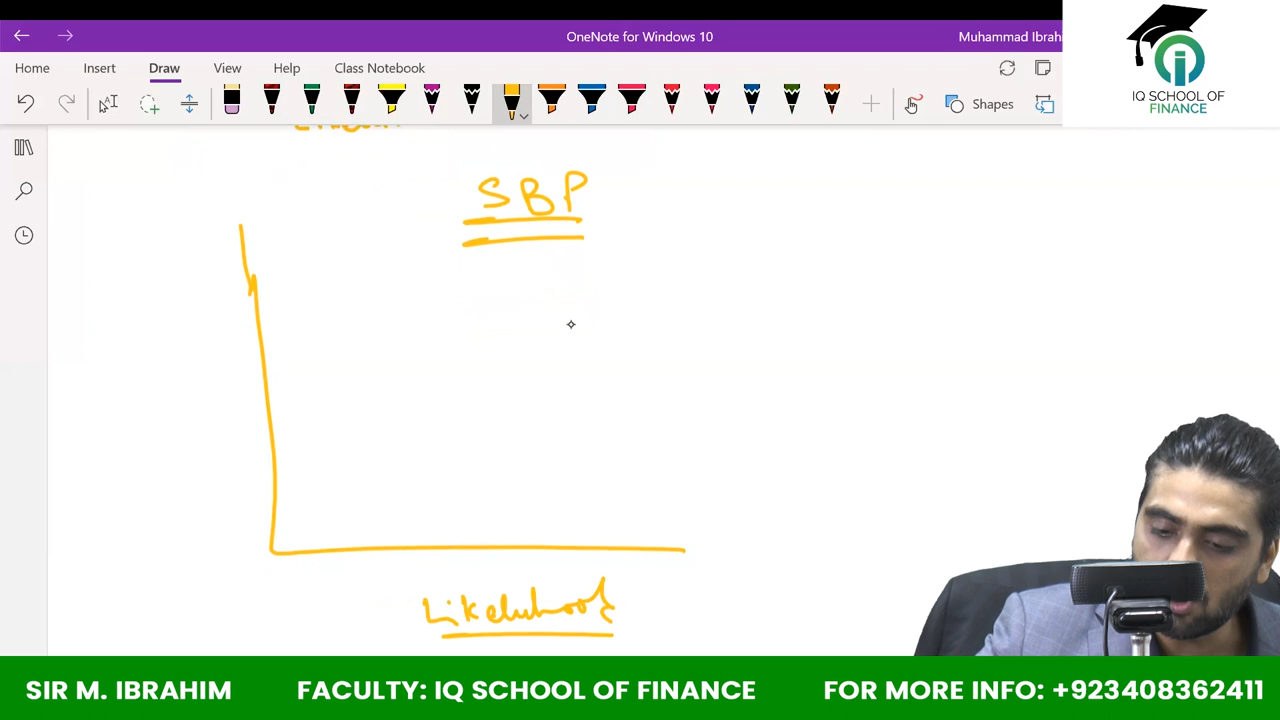 OneNote for Windows 10
Muhammad Ibrah
Home Insert Draw View Help Class Notebook
Shapes
IQ SCHOOL OF
FINANCE
SBP
Likelihood
SIR M. IBRAHIM FACULTY: IQ SCHOOL OF FINANCE FOR MORE INFO: +923408362411